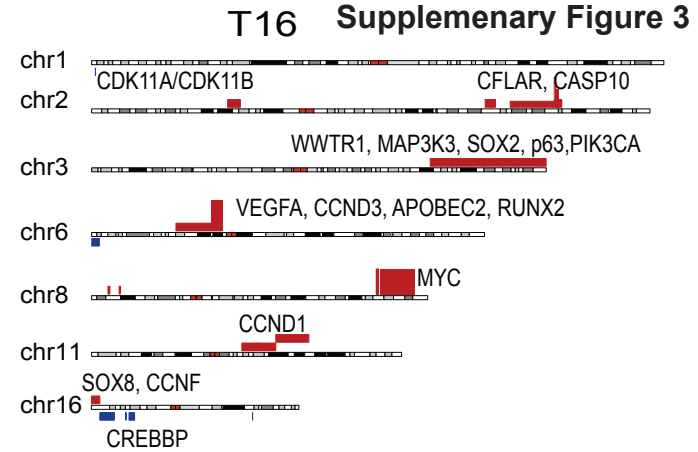 T16 Supplemenary Figure 3
chr1
CDK11A/CDK11B CFLAR, CASP10
chr2
WWTR1, MAP3K3, SOX2, p63,PIK3CA
chr3
VEGFA, CCND3, APOBEC2, RUNX2
chr6
MYC
chr8
CCND1
chr11
SOX8, CCNF
chr16
CREBBP